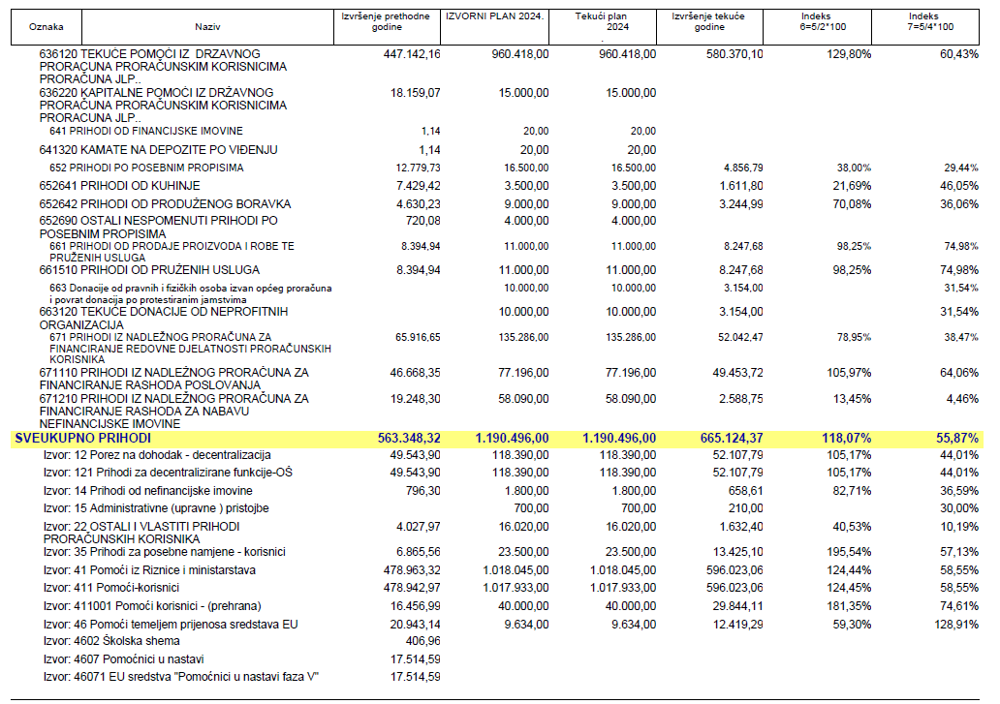 Oznaka Naziv Izvršenje prethodne godine IZVORNI PLAN 2024. Tekući plan 2024 . Izvršenje tekuće godine Indeks 6=5/2*100 Indeks 7=5/4*100
636120 TEKUĆE POMOĆI IZ DRŽAVNOG 447.142,16 960.418,00 960.418,00 580.370,10 129,80% 60,43%
PRORAČUNA PRORAČUNSKIM KORISNICIMA
PRORAČUNA JLP..
636220 KAPITALNE POMOĆI IZ DRŽAVNOG 18.159,07 15.000,00 15.000,00
PRORAČUNA PRORAČUNSKIM KORISNICIMA
PRORAČUNA JLP..
641 PRIHODI OD FINANCIJSKE IMOVINE 1,14 20,00 20,00
641320 KAMATE NA DEPOZITE PO VIĐENJU 1,14 20,00 20,00
652 PRIHODI PO POSEBNIM PROPISIMA 12.779,73 16.500,00 16.500,00 4.856,79 38,00% 29,44%
652641 PRIHODI OD KUHINJE 7.429,42 3.500,00 3.500,00 1.611,80 21,69% 46,05%
652642 PRIHODI OD PRODUŽENOG BORAVKA 4.630,23 9.000,00 9.000,00 3.244,99 70,08% 36,06%
652690 OSTALI NESPOMENUTI PRIHODI PO 720,08 4.000,00 4.000,00
POSEBNIM PROPISIMA
661 PRIHODI OD PRODAJE PROIZVODA I ROBE TE 8.394,94 11.000,00 11.000,00 8.247,68 98,25% 74,98%
PRUŽENIH USLUGA
661510 PRIHODI OD PRUŽENIH USLUGA 8.394,94 11.000,00 11.000,00 8.247,68 98,25% 74,98%
663 Donacije od pravnih i fizičkih osoba izvan općeg proračuna 10.000,00 10.000,00 3.154,00 31,54%
i povrat donacija po protestiranim jamstvima
663120 TEKUĆE DONACIJE OD NEPROFITNIH 10.000,00 10.000,00 3.154,00 31,54%
ORGANIZACIJA
671 PRIHODI IZ NADLEŽNOG PRORAČUNA ZA 65.916,65 135.286,00 135.286,00 52.042,47 78,95% 38,47%
FINANCIRANJE REDOVNE DJELATNOSTI PRORAČUNSKIH
KORISNIKA
671110 PRIHODI IZ NADLEŽNOG PRORAČUNA ZA 46.668,35 77.196,00 77.196,00 49.453,72 105,97% 64,06%
FINANCIRANJE RASHODA POSLOVANJA
671210 PRIHODI IZ NADLEŽNOG PRORAČUNA ZA 19.248,30 58.090,00 58.090,00 2.588,75 13,45% 4,46%
FINANCIRANJE RASHODA ZA NABAVU
NEFINANCIJSKE IMOVINE
SVEUKUPNO PRIHODI 563.348,32 1.190.496,00 1.190.496,00 665.124,37 118,07% 55,87%
Izvor: 12 Porez na dohodak - decentralizacija 49.543,90 118.390,00 118.390,00 52.107,79 105,17% 44,01%
Izvor: 121 Prihodi za decentralizirane funkcije-OŠ 49.543,90 118.390,00 118.390,00 52.107,79 105,17% 44,01%
Izvor: 14 Prihodi od nefinancijske imovine 796,30 1.800,00 1.800,00 658,61 82,71% 36,59%
Izvor: 15 Administrativne (upravne ) pristojbe 700,00 700,00 210,00 30,00%
Izvor: 22 OSTALI I VLASTITI PRIHODI 4.027,97 16.020,00 16.020,00 1.632,40 40,53% 10,19%
PRORAČUNSKIH KORISNIKA
Izvor: 35 Prihodi za posebne namjene - korisnici 6.865,56 23.500,00 23.500,00 13.425,10 195,54% 57,13%
Izvor: 41 Pomoći iz Riznice i ministarstava 478.963,32 1.018.045,00 1.018.045,00 596.023,06 124,44% 58,55%
Izvor: 411 Pomoći-korisnici 478.942,97 1.017.933,00 1.017.933,00 596.023,06 124,45% 58,55%
Izvor: 411001 Pomoći korisnici - (prehrana) 16.456,99 40.000,00 40.000,00 29.844,11 181,35% 74,61%
Izvor: 46 Pomoći temeljem prijenosa sredstava EU 20.943,14 9.634,00 9.634,00 12.419,29 59,30% 128,91%
Izvor: 4602 Školska shema 406,96
Izvor: 4607 Pomoćnici u nastavi 17.514,59
Izvor: 46071 EU sredstva "Pomoćnici u nastavi faza V" 17.514,59